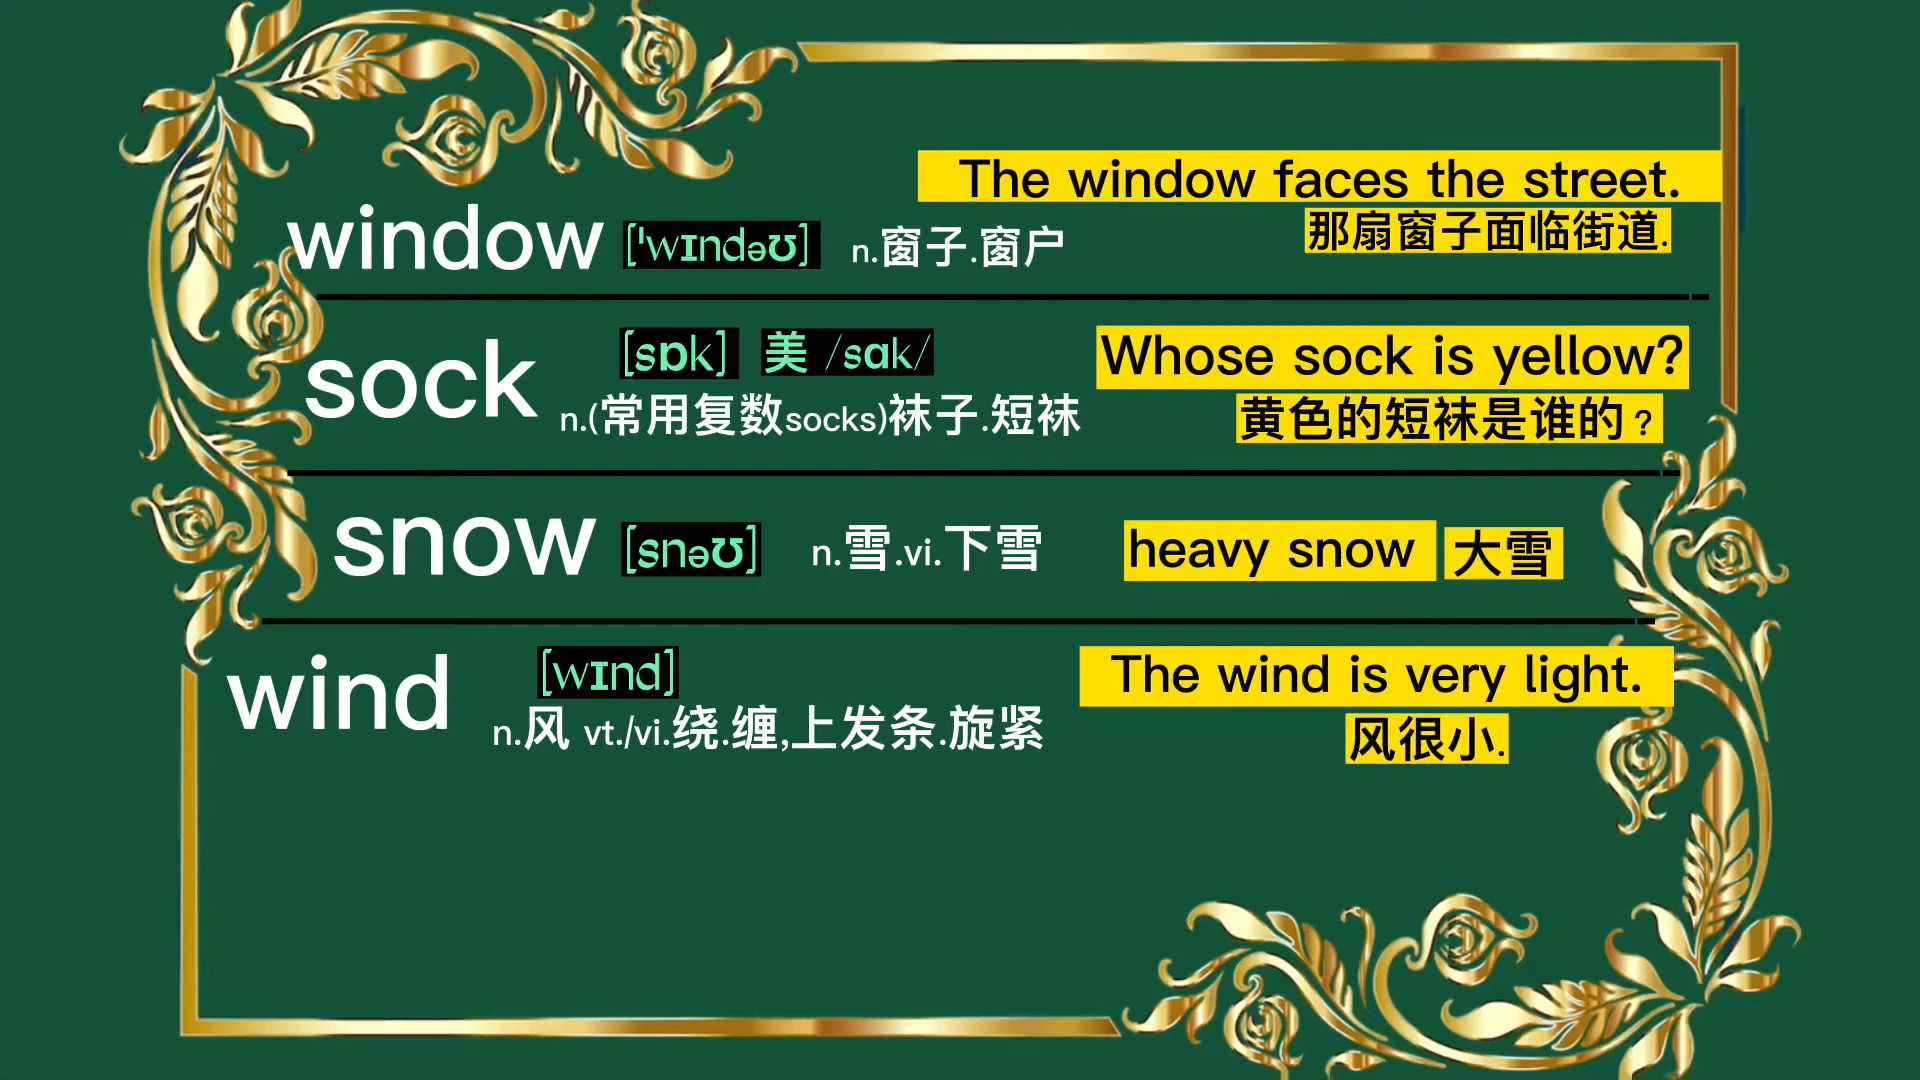 The window faces the street.
window ['wɪndəʊ] n.窗子.窗户
那扇窗子面临街道.
[sɒk] 美 /sɑk/
sock n.(常用复数socks)袜子.短袜
Whose sock is yellow?
黄色的短袜是谁的？
snow [snəʊ] n.雪.vi.下雪
heavy snow 大雪
wind [wɪnd]
n.风 vt./vi.绕.缠,上发条.旋紧
The wind is very light.
风很小.